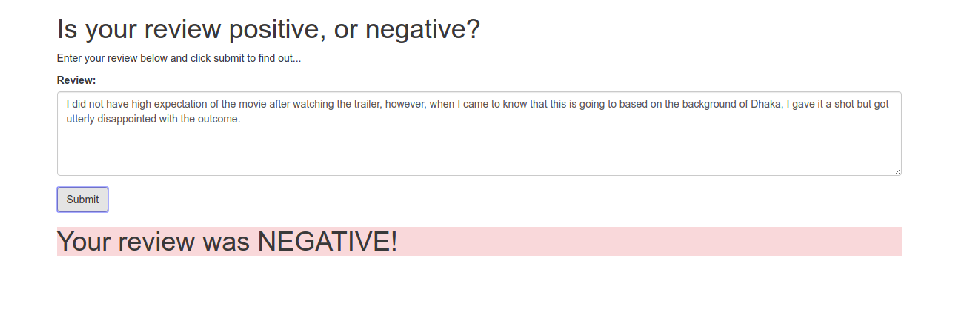 Is your review positive, or negative?
Enter your review below and click submit to find out...
Review:
I did not have high expectation of the movie after watching the trailer, however, when I came to know that this is going to based on the background of Dhaka, I gave it a shot but got
utterly disappointed with the outcome.
Submit
Your review was NEGATIVE!